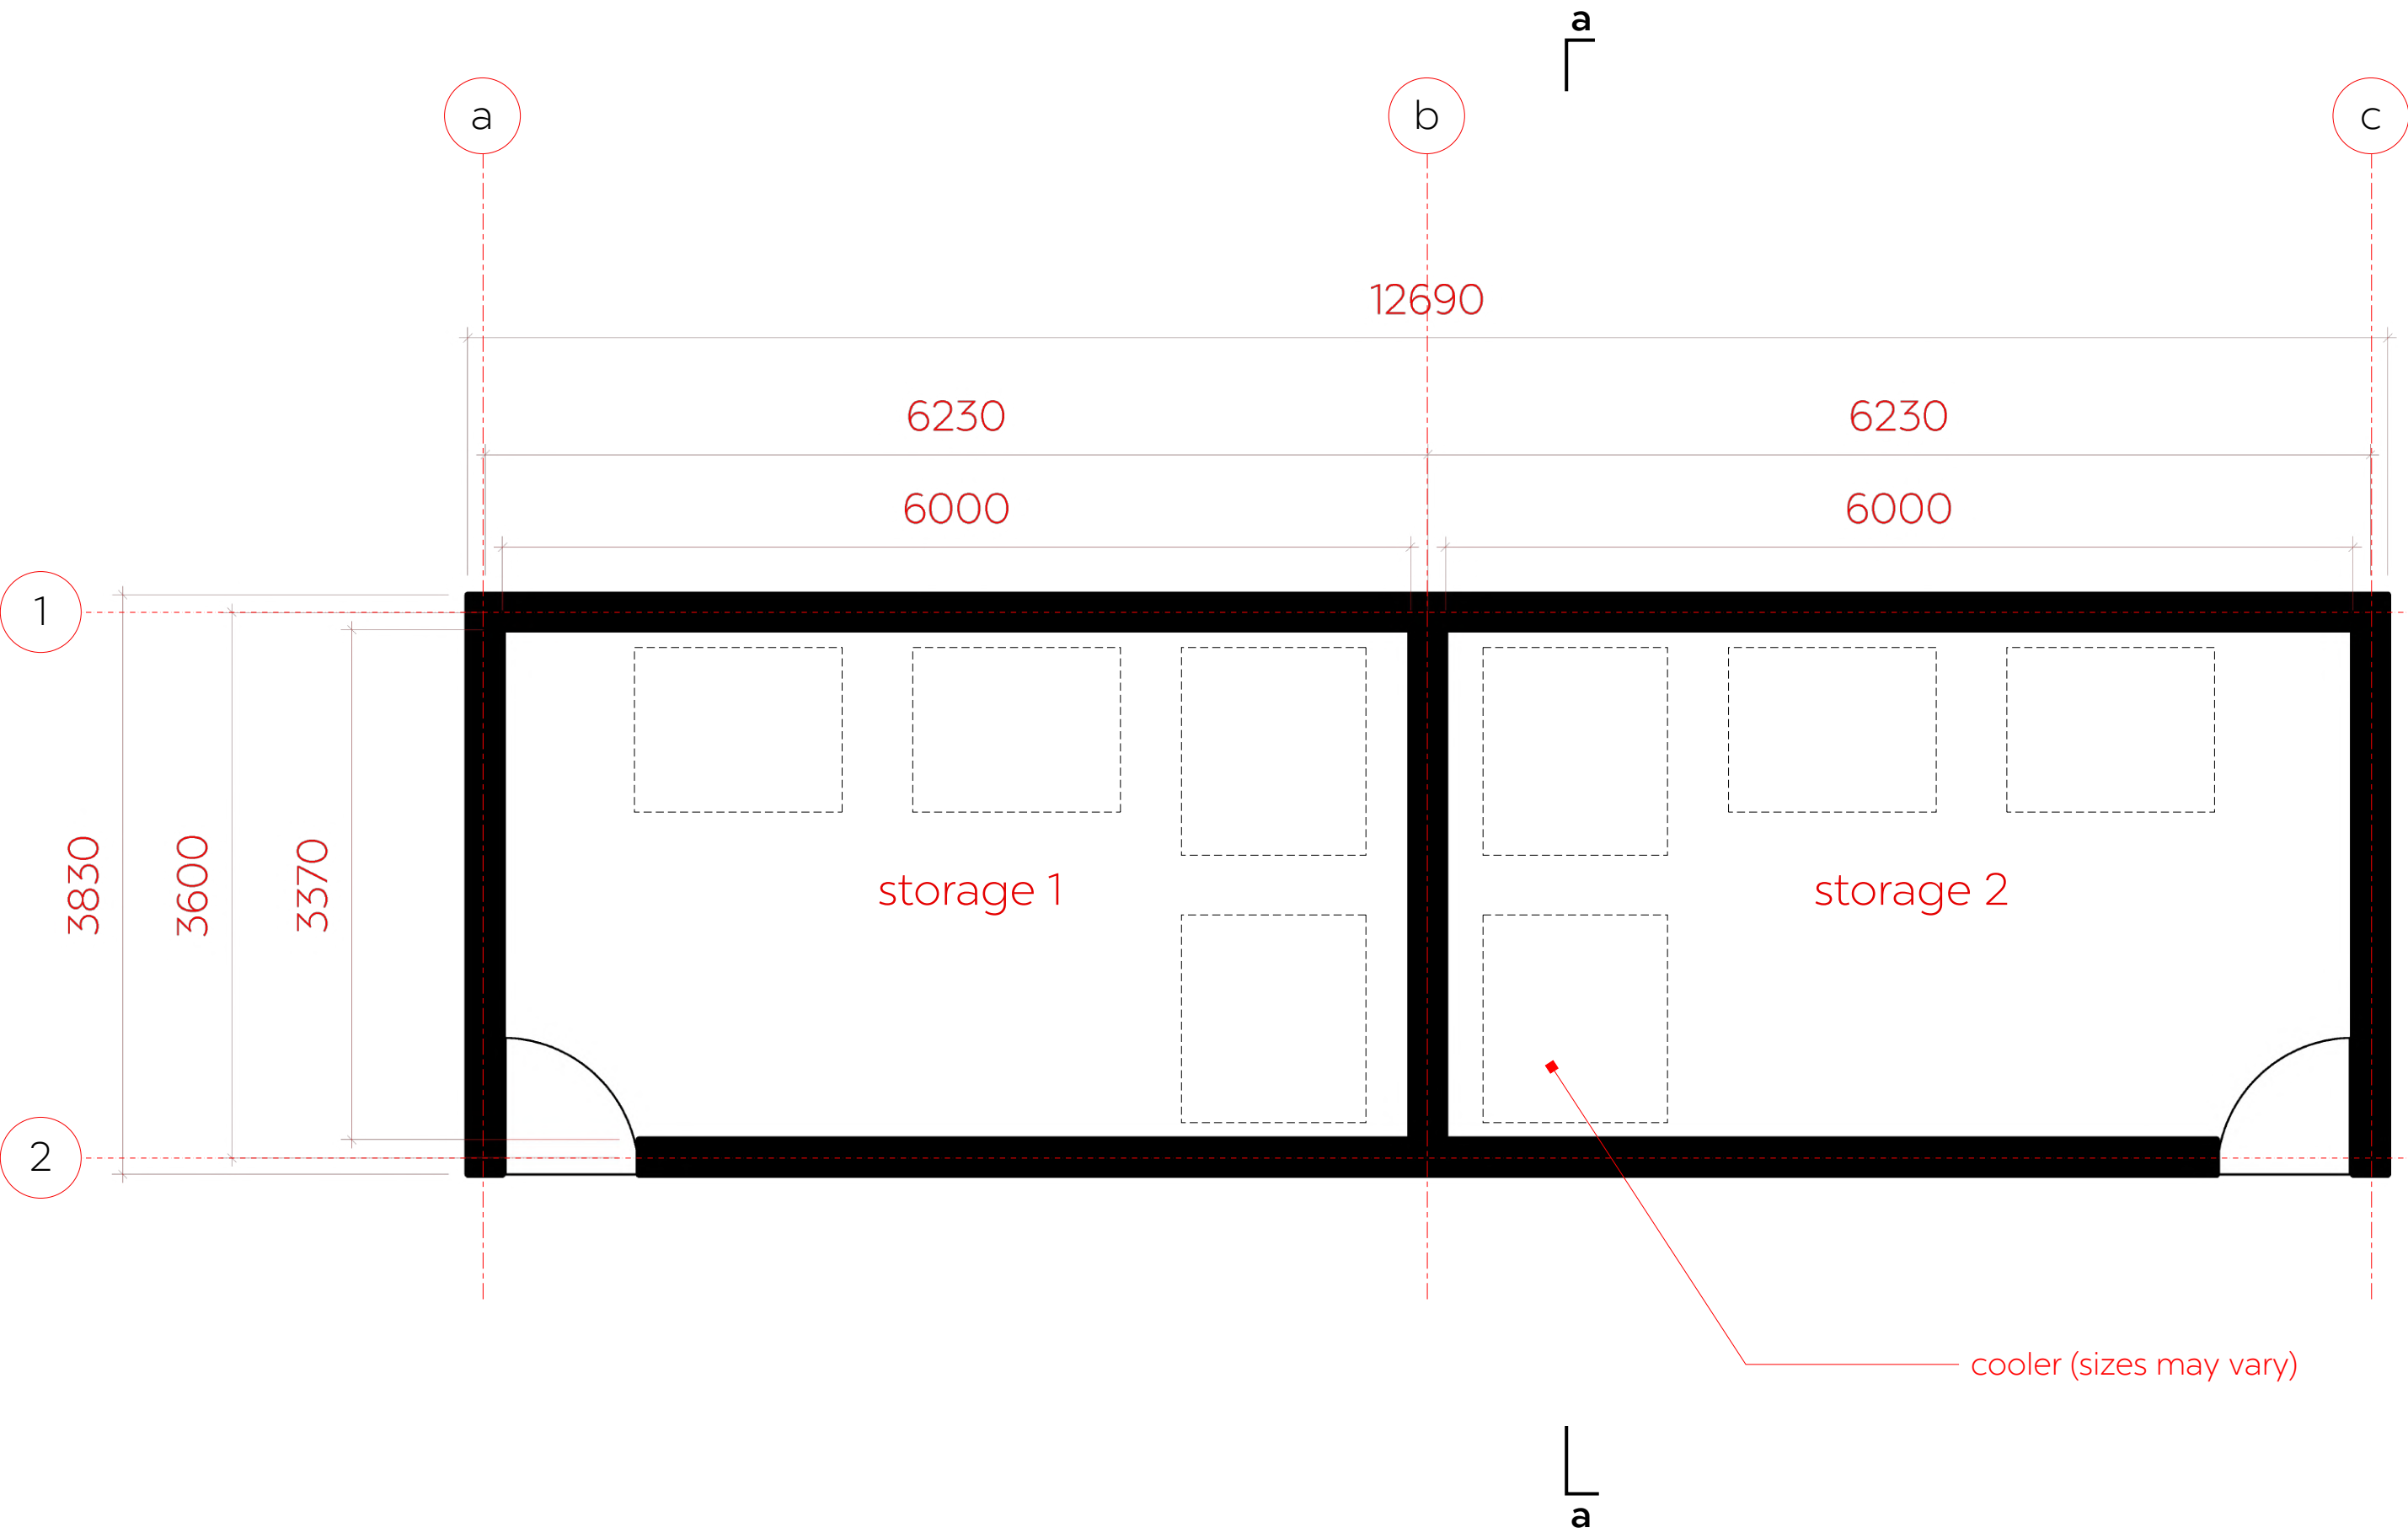 a
a
b
c
12690
6230
6230
6000
6000
1
3830
3600
3370
storage 1
storage 2
2
cooler (sizes may vary)
a